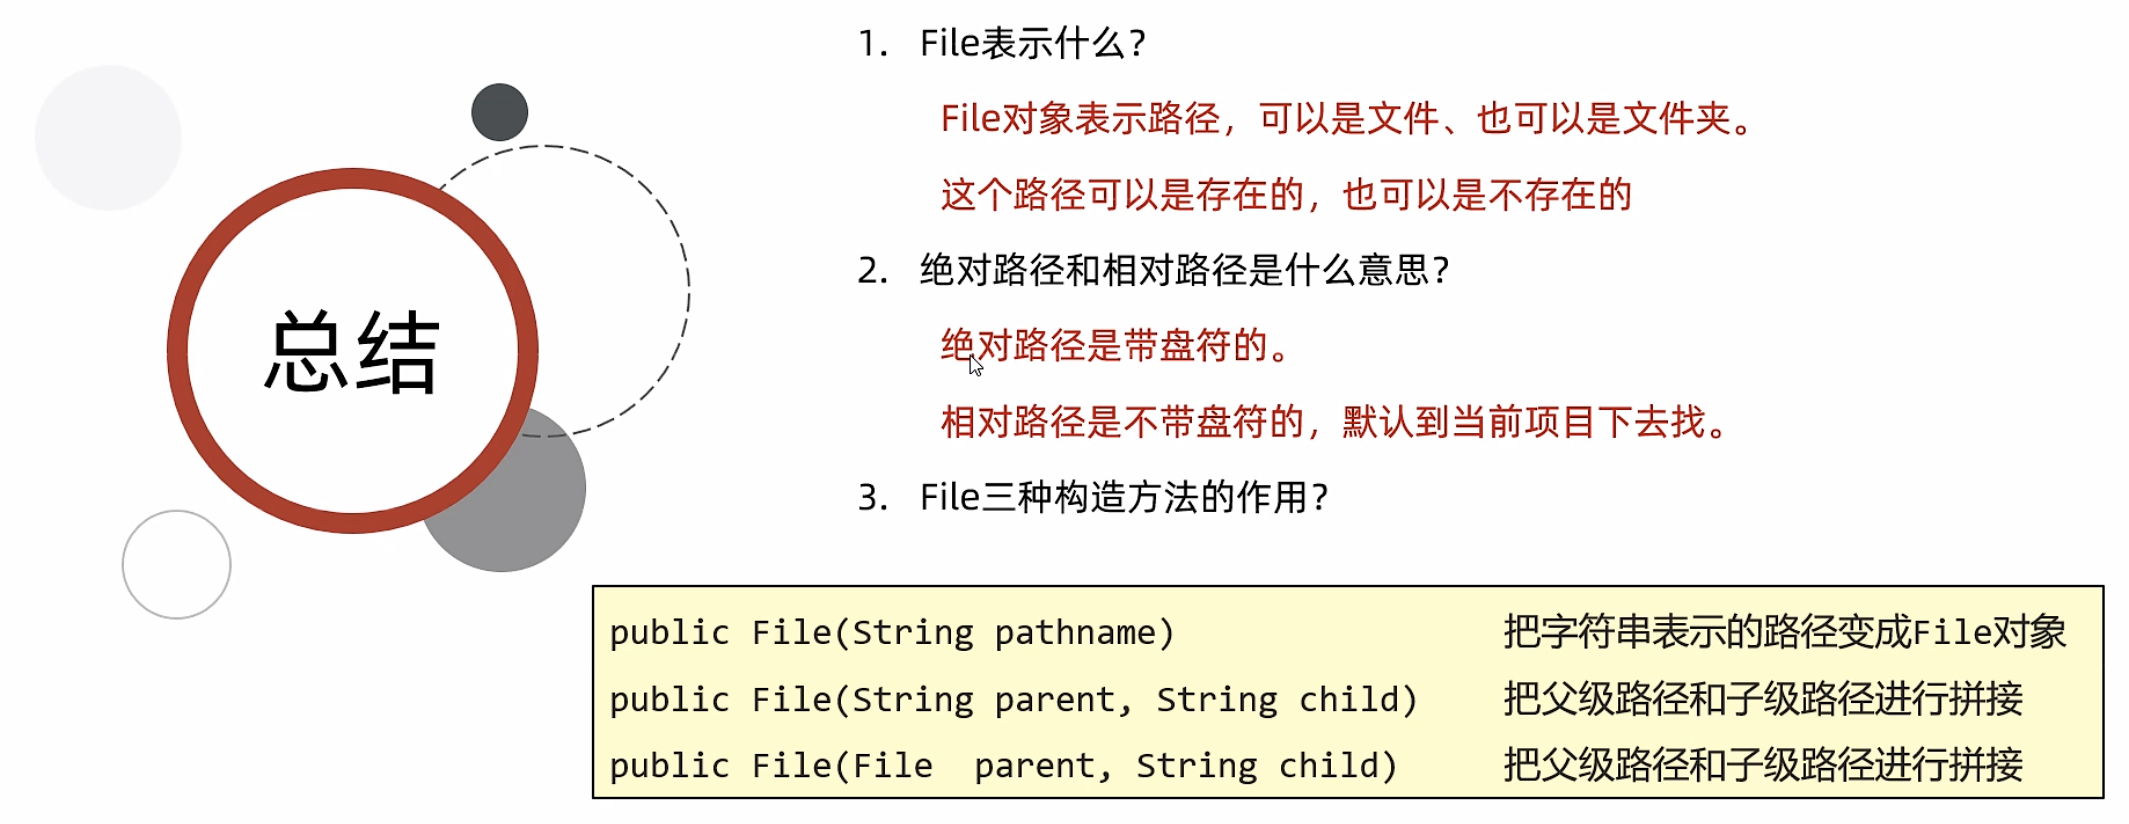 总结
1. File表示什么？
File对象表示路径，可以是文件、也可以是文件夹。
这个路径可以是存在的，也可以是不存在的
2. 绝对路径和相对路径是什么意思？
绝对路径是带盘符的。
相对路径是不带盘符的，默认到当前项目下去找。
3. File三种构造方法的作用？
public File(String pathname) 把字符串表示的路径变成File对象
public File(String parent, String child) 把父级路径和子级路径进行拼接
public File(File  parent, String child) 把父级路径和子级路径进行拼接